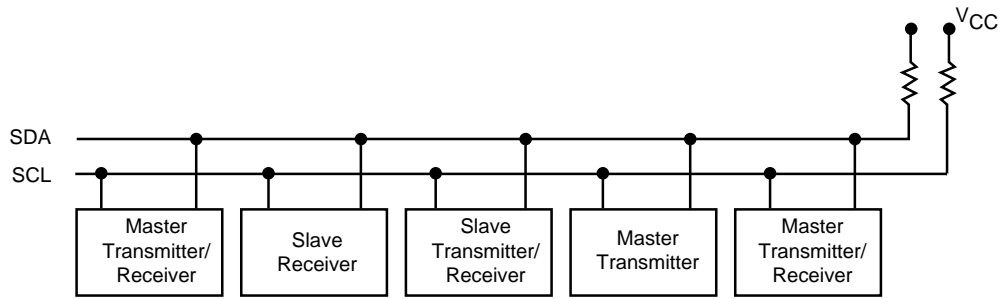 VCC
SDA
SCL
Master
Transmitter/
Receiver
Slave
Receiver
Slave
Transmitter/
Receiver
Master
Transmitter
Master
Transmitter/
Receiver